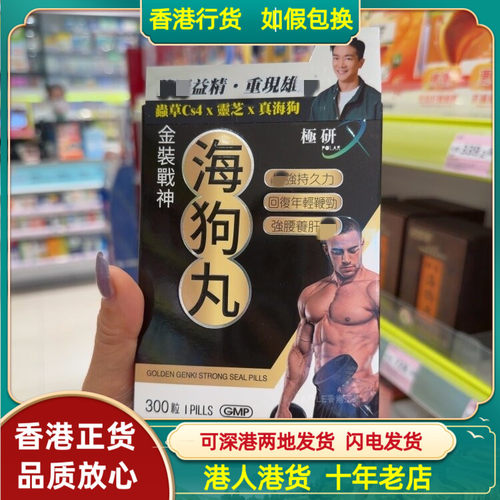 香港行货 如假包换
益精·重現雄
蟲草Cs4 x 靈芝 x 真海狗
極研
POLAR
金裝戰神
海狗丸
強持久力
回復年輕鞭勁
強腰養肝
GOLDEN GENKI STRONG SEAL PILLS
300粒 I PILLS GMP
香港正货
品质放心
可深港两地发货 闪电发货
港人港货 十年老店